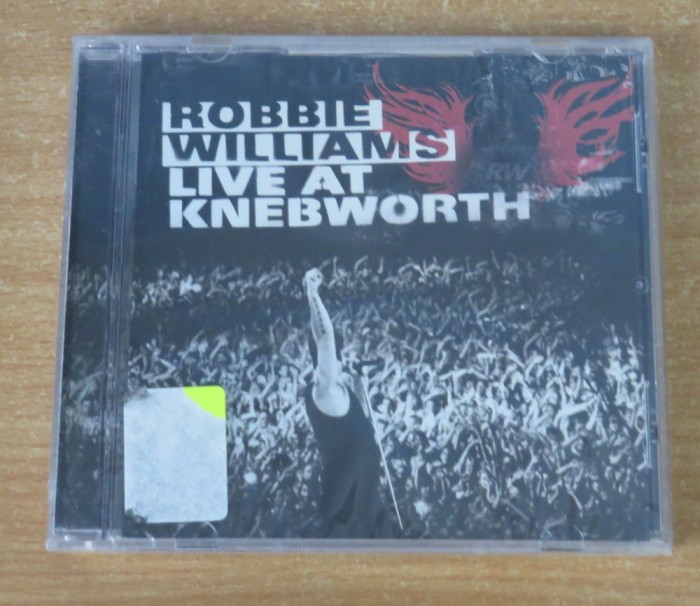 ROBBIE
WILLIAMS
LIVE AT
KNEBWORTH
RW